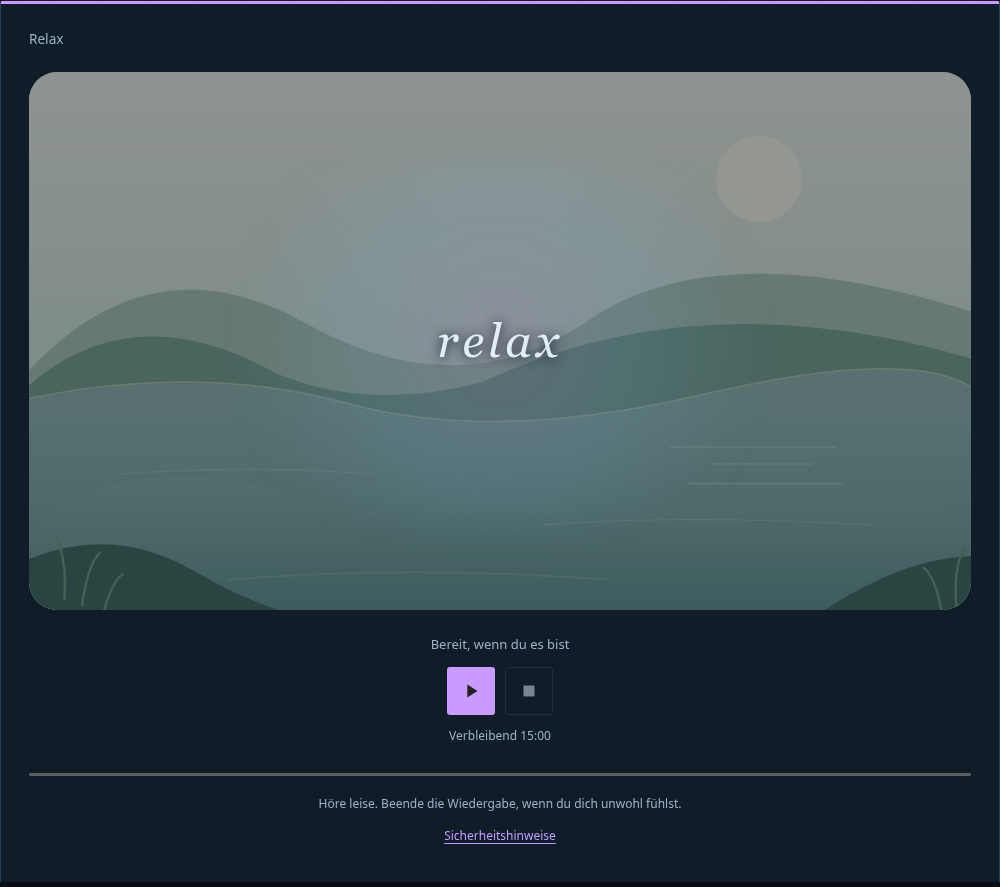 Relax
relax
Bereit, wenn du es bist
Verbleibend 15:00
Höre leise. Beende die Wiedergabe, wenn du dich unwohl fühlst.
Sicherheitshinweise